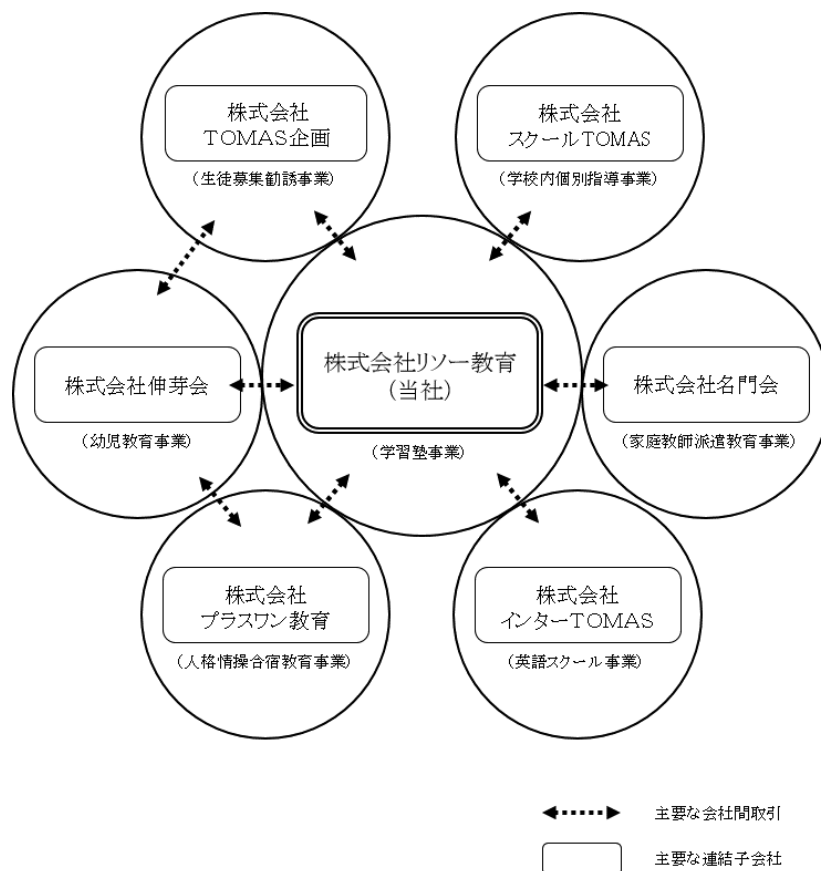 株式会社
TOMAS企画
(生徒募集勧誘事業)
株式会社
スクールTOMAS
(学校内個別指導事業)
株式会社伸芽会
(幼児教育事業)
株式会社リソー教育
(当社)
(学習塾事業)
株式会社名門会
(家庭教師派遣教育事業)
株式会社
プラスワン教育
(人格情操合宿教育事業)
株式会社
インターTOMAS
(英語スクール事業)
主要な会社間取引
主要な連結子会社